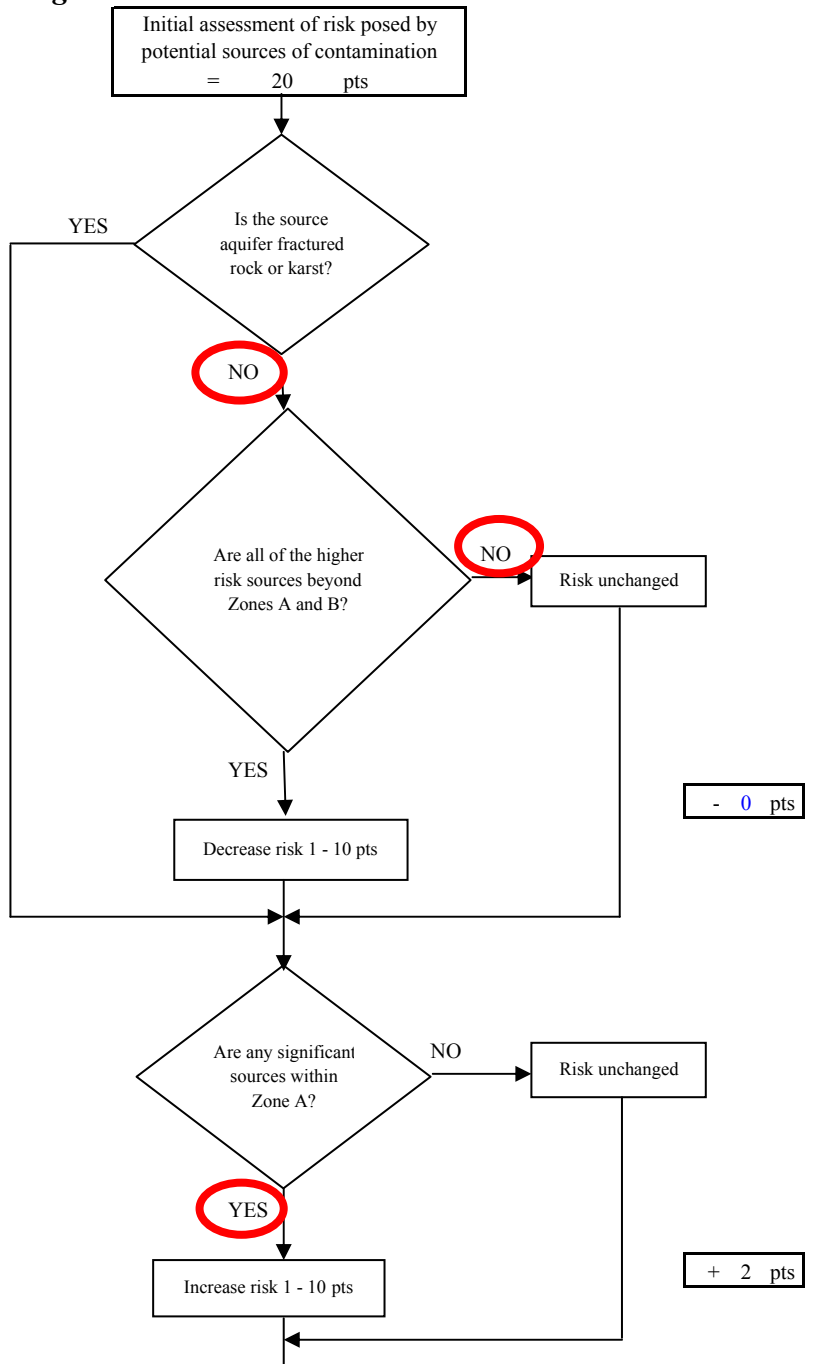 Initial assessment of risk posed by
potential sources of contamination
= 20 pts
YES
Is the source
aquifer fractured
rock or karst?
NO
Are all of the higher
risk sources beyond
Zones A and B?
NO
Risk unchanged
YES
- 0 pts
Decrease risk 1 - 10 pts
Are any significant
sources within
Zone A?
NO
Risk unchanged
YES
+ 2 pts
Increase risk 1 - 10 pts